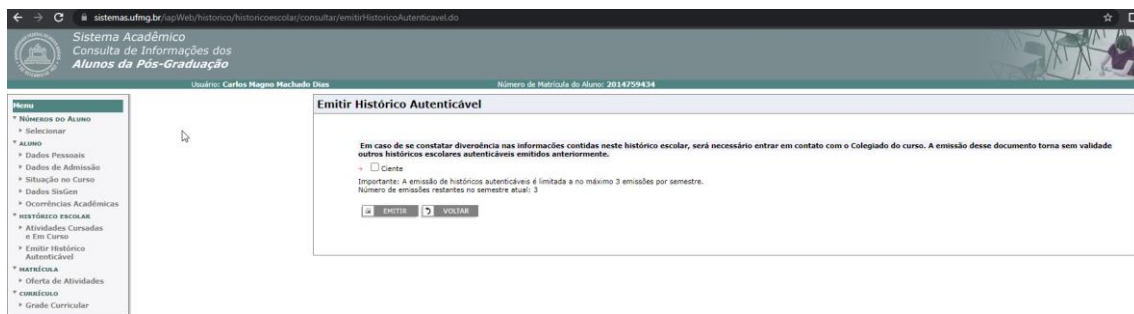 sistemas.ufmg.br/iapWeb/historico/historicoescolar/consultar/emitirHistoricoAutenticavel.do
Sistema Acadêmico
Consulta de Informações dos
Alunos da Pós-Graduação
Usuário: Carlos Magno Machado Dias Número de Matrícula do Aluno: 2014759434
Menu
NÚMEROS DO ALUNO
Selecionar
ALUNO
Dados Pessoais
Dados de Admissão
Situação no Curso
Dados SisGen
Ocorrências Acadêmicas
HISTÓRICO ESCOLAR
Atividades Cursadas
e Em Curso
Emitir Histórico
Autenticável
MATRÍCULA
Oferta de Atividades
CURRÍCULO
Grade Curricular
Emitir Histórico Autenticável
Em caso de se constatar divergência nas informações contidas neste histórico escolar, será necessário entrar em contato com o Colegiado do curso. A emissão desse documento torna sem validade
outros históricos escolares autenticáveis emitidos anteriormente.
Ciente
Importante: A emissão de históricos autenticáveis é limitada a no máximo 3 emissões por semestre.
Número de emissões restantes no semestre atual: 3
EMITIR VOLTAR